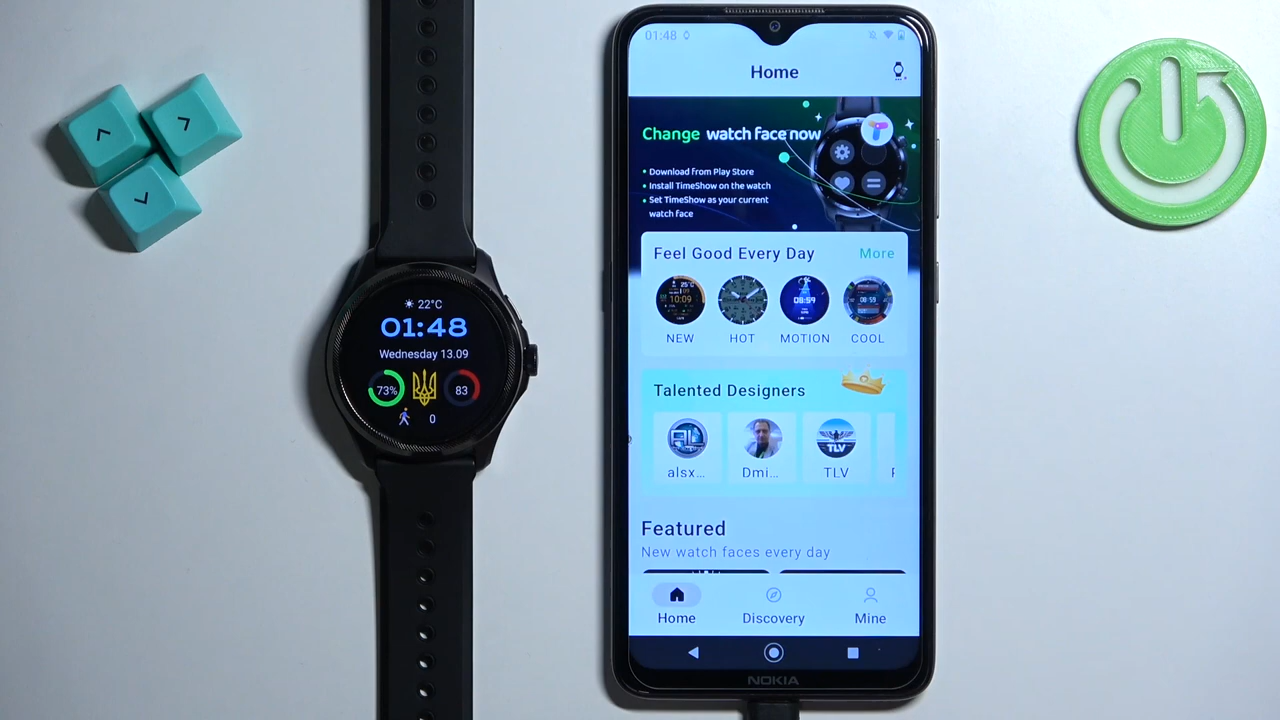 22°C
01:48
Wednesday 13.09
73%
83
0
01:48
Home
Change watch face now
• Download from Play Store
• Install TimeShow on the watch
• Set TimeShow as your current
watch face
Feel Good Every Day
More
NEW
HOT
MOTION
COOL
08:59
08:59
10:09
25°C
Talented Designers
alsx...
Dmi...
TLV
TLV
Featured
New watch faces every day
Home
Discovery
Mine
NOKIA